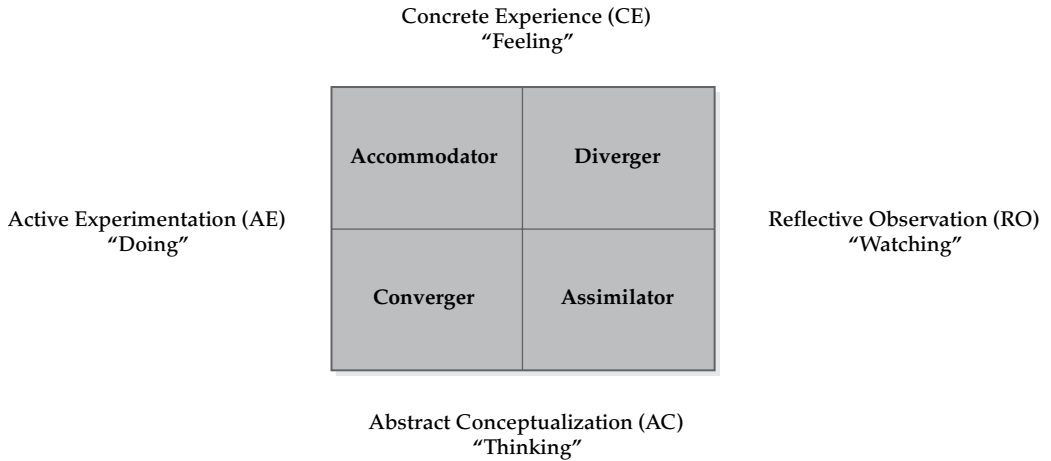 Concrete Experience (CE)
“Feeling”
Accommodator
Diverger
Active Experimentation (AE)
“Doing”
Reflective Observation (RO)
“Watching”
Converger
Assimilator
Abstract Conceptualization (AC)
“Thinking”